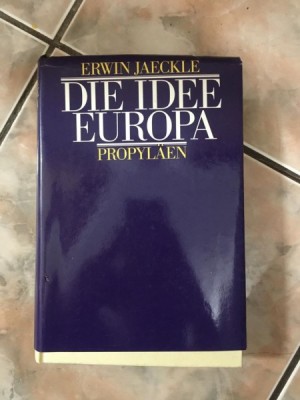 ERWIN JAECKLE
DIE IDEE
EUROPA
PROPYLÄEN